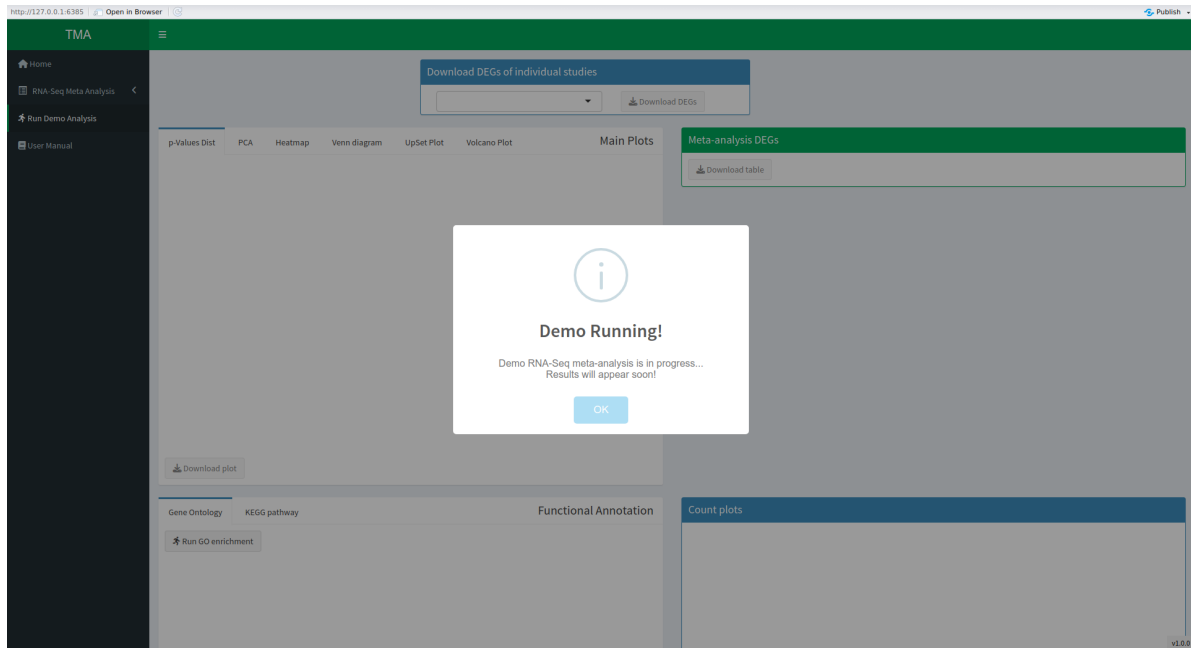 http://127.0.0.1:6385 Open in Browser Publish
TMA
Home
RNA-Seq Meta Analysis
Run Demo Analysis
User Manual
Download DEGs of individual studies
Download DEGs
p-Values Dist PCA Heatmap Venn diagram UpSet Plot Volcano Plot Main Plots
Meta-analysis DEGs
Download table
Demo Running!
Demo RNA-Seq meta-analysis is in progress...
Results will appear soon!
OK
Download plot
Gene Ontology KEGG pathway Functional Annotation
Run GO enrichment
Count plots
v1.0.0